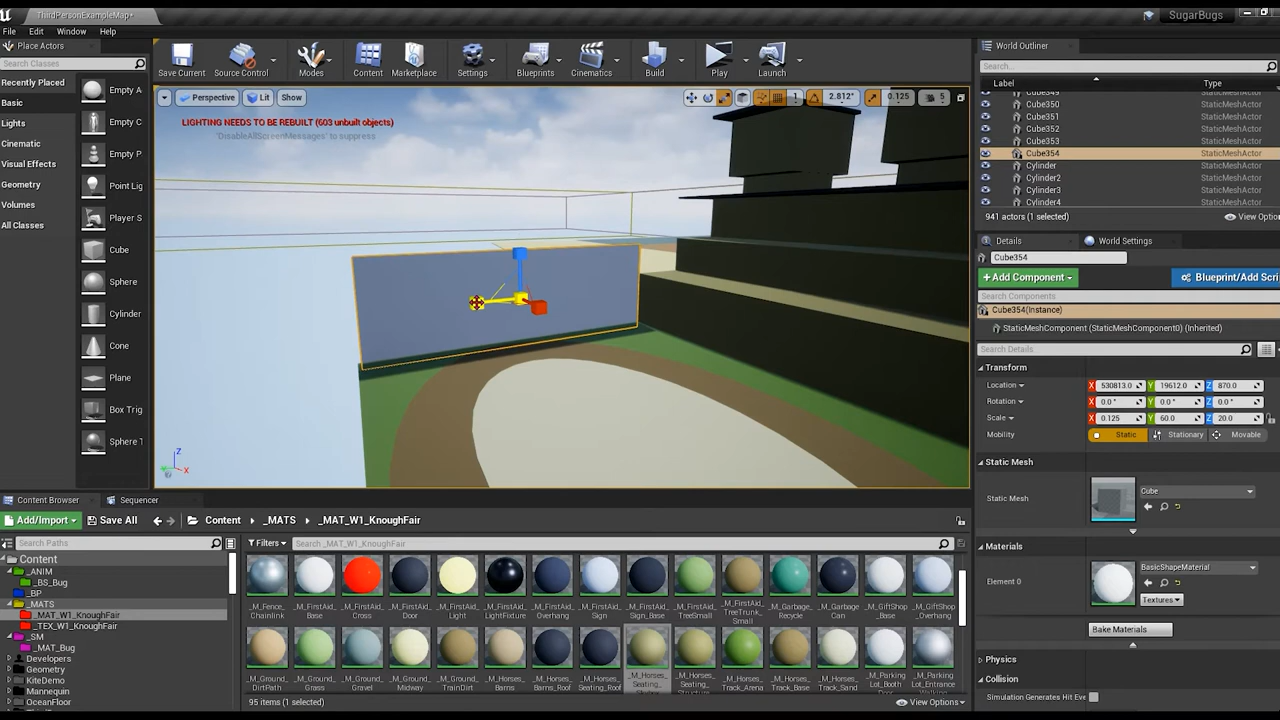 ThirdPersonExampleMap*
SugarBugs
File
Edit
Window
Help
Place Actors
Search Classes
Recently Placed
Basic
Lights
Cinematic
Visual Effects
Geometry
Volumes
All Classes
Empty A
Empty C
Empty P
Point Lig
Player S
Cube
Sphere
Cylinder
Cone
Plane
Box Trig
Sphere T
Save Current
Source Control
Modes
Content
Marketplace
Settings
Blueprints
Cinematics
Build
Play
Launch
Perspective
Lit
Show
1
2.812°
0.125
5
LIGHTING NEEDS TO BE REBUILT (603 unbuilt objects)
'DisableAllScreenMessages' to suppress
Z
X
World Outliner
Search...
Label
Type
Cube349
StaticMeshActor
Cube350
StaticMeshActor
Cube351
StaticMeshActor
Cube352
StaticMeshActor
Cube353
StaticMeshActor
Cube354
StaticMeshActor
Cylinder
StaticMeshActor
Cylinder2
StaticMeshActor
Cylinder3
StaticMeshActor
Cylinder4
StaticMeshActor
941 actors (1 selected)
View Optio
Details
World Settings
Cube354
Add Component
Blueprint/Add Scri
Search Components
Cube354(Instance)
StaticMeshComponent (StaticMeshComponent0) (Inherited)
Search Details
Transform
Location
X 530813.0
Y 19612.0
Z 870.0
Rotation
X 0.0°
Y 0.0°
Z 0.0°
Scale
X 0.125
Y 60.0
Z 20.0
Mobility
Static
Stationary
Movable
Static Mesh
Static Mesh
Cube
Materials
Element 0
BasicShapeMaterial
Textures
Bake Materials
Physics
Collision
Simulation Generates Hit Eve
Content Browser
Sequencer
Add/Import
Save All
Content
_MATS
_MAT_W1_KnoughFair
Search Paths
Filters
Search _MAT_W1_KnoughFair
Content
_ANIM
_BS_Bug
_BP
_MATS
_MAT_W1_KnoughFair
_TEX_W1_KnoughFair
_SM
_MAT_Bug
Developers
Geometry
KiteDemo
Mannequin
OceanFloor
_M_Fence_Chainlink
_M_FirstAid_Base
_M_FirstAid_Cross
_M_FirstAid_Door
_M_FirstAid_Light
_M_FirstAid_LightFixture
_M_FirstAid_Overhang
_M_FirstAid_Sign
_M_FirstAid_Sign_Base
_M_FirstAid_TreeSmall
_M_FirstAid_TreeTrunk_Small
_M_Garbage_Recycle
_M_Garbage_Can
_M_GiftShop_Base
_M_GiftShop_Overhang
_M_Ground_DirtPath
_M_Ground_Grass
_M_Ground_Gravel
_M_Ground_Midway
_M_Ground_TrainDirt
_M_Horses_Barns
_M_Horses_Barns_Roof
_M_Horses_Seating_Roof
_M_Horses_Seating_
_M_Horses_Seating_Structure
_M_Horses_Track_Arena
_M_Horses_Track_Base
_M_Horses_Track_Sand
_M_Parking_Lot_Booth
_M_Parking_Lot_Entrance
95 items (1 selected)
View Options